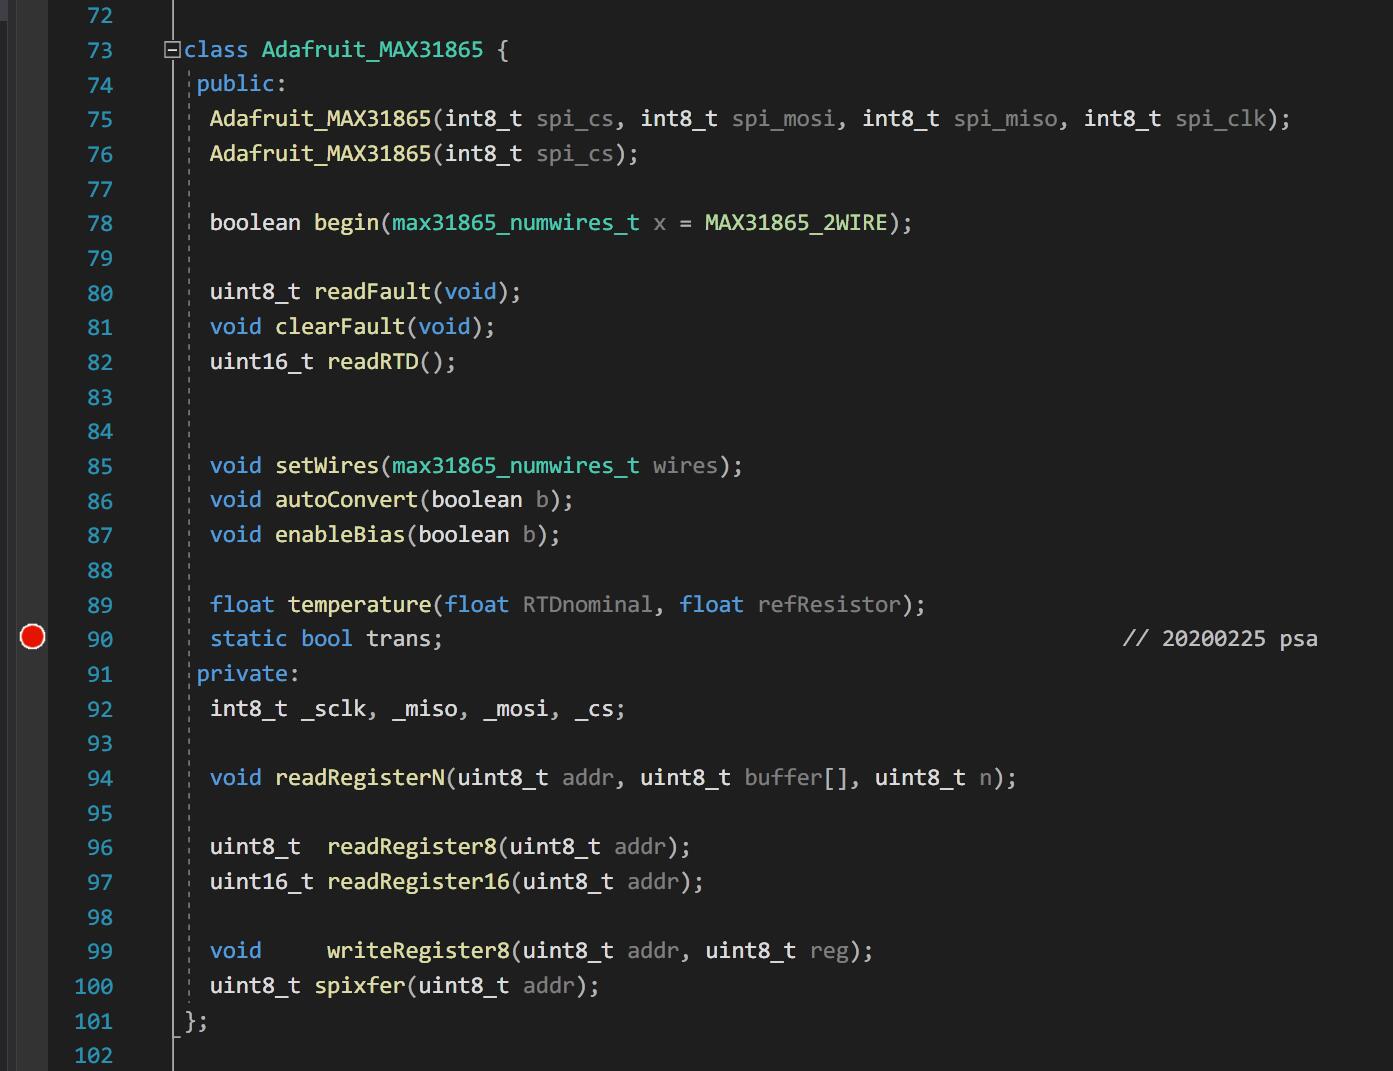 72
73 class Adafruit_MAX31865 {
74 public:
75 Adafruit_MAX31865(int8_t spi_cs, int8_t spi_mosi, int8_t spi_miso, int8_t spi_clk);
76 Adafruit_MAX31865(int8_t spi_cs);
77
78 boolean begin(max31865_numwires_t x = MAX31865_2WIRE);
79
80 uint8_t readFault(void);
81 void clearFault(void);
82 uint16_t readRTD();
83
84
85 void setWires(max31865_numwires_t wires);
86 void autoConvert(boolean b);
87 void enableBias(boolean b);
88
89 float temperature(float RTDnominal, float refResistor);
90 static bool trans; // 20200225 psa
91 private:
92 int8_t _sclk, _miso, _mosi, _cs;
93
94 void readRegisterN(uint8_t addr, uint8_t buffer[], uint8_t n);
95
96 uint8_t readRegister8(uint8_t addr);
97 uint16_t readRegister16(uint8_t addr);
98
99 void writeRegister8(uint8_t addr, uint8_t reg);
100 uint8_t spixfer(uint8_t addr);
101 };
102